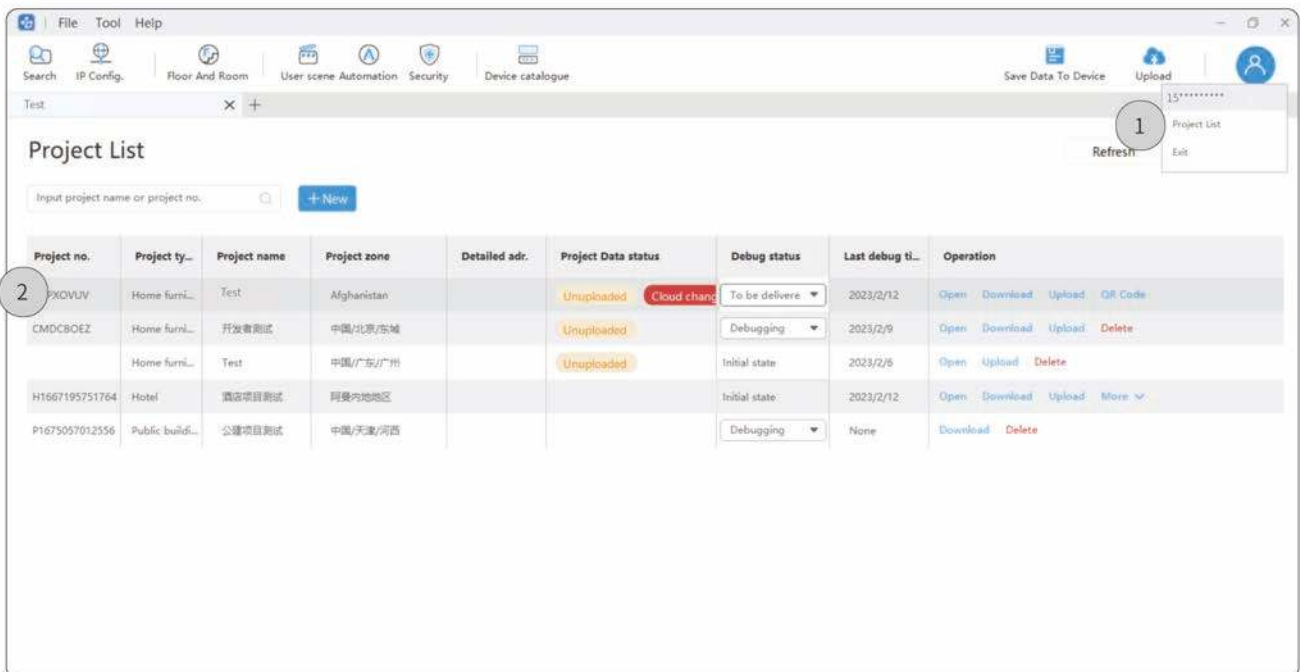 File Tool Help
Search IP Config. Floor And Room User scene Automation Security Device catalogue Save Data To Device Upload
Test
15*********
1
Project List
Exit
Project List
Refresh
Input project name or project no.
+ New
Project no. Project ty... Project name Project zone Detailed adr. Project Data status Debug status Last debug ti... Operation
2
PXOVUV Home furni... Test Afghanistan Unuploaded Cloud chang To be delivere 2023/2/12 Open Download Upload QR Code
CMDCBOEZ Home furni... 开发者测试 中国/北京/东城 Unuploaded Debugging 2023/2/9 Open Download Upload Delete
Home furni... Test 中国/广东/广州 Unuploaded Initial state 2023/2/6 Open Upload Delete
H1667195751764 Hotel 酒店项目测试 阿曼内地地区 Initial state 2023/2/12 Open Download Upload More
P1675057012556 Public buildi... 公建项目测试 中国/天津/河西 Debugging None Download Delete